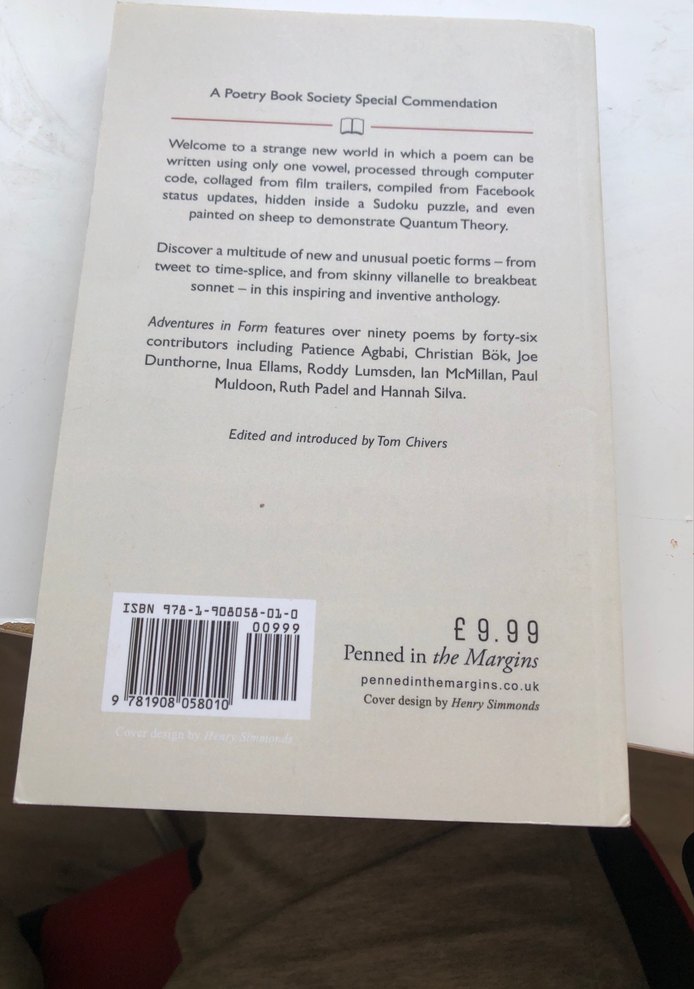 A Poetry Book Society Special Commendation
Welcome to a strange new world in which a poem can be
written using only one vowel, processed through computer
code, collaged from film trailers, compiled from Facebook
status updates, hidden inside a Sudoku puzzle, and even
painted on sheep to demonstrate Quantum Theory.
Discover a multitude of new and unusual poetic forms – from
tweet to time-splice, and from skinny villanelle to breakbeat
sonnet – in this inspiring and inventive anthology.
Adventures in Form features over ninety poems by forty-six
contributors including Patience Agbabi, Christian Bök, Joe
Dunthorne, Inua Ellams, Roddy Lumsden, Ian McMillan, Paul
Muldoon, Ruth Padel and Hannah Silva.
Edited and introduced by Tom Chivers
ISBN 978-1-908058-01-0
00999
9 781908 058010
£9.99
Penned in the Margins
pennedinthemargins.co.uk
Cover design by Henry Simmonds
Cover design by Henry Simmonds